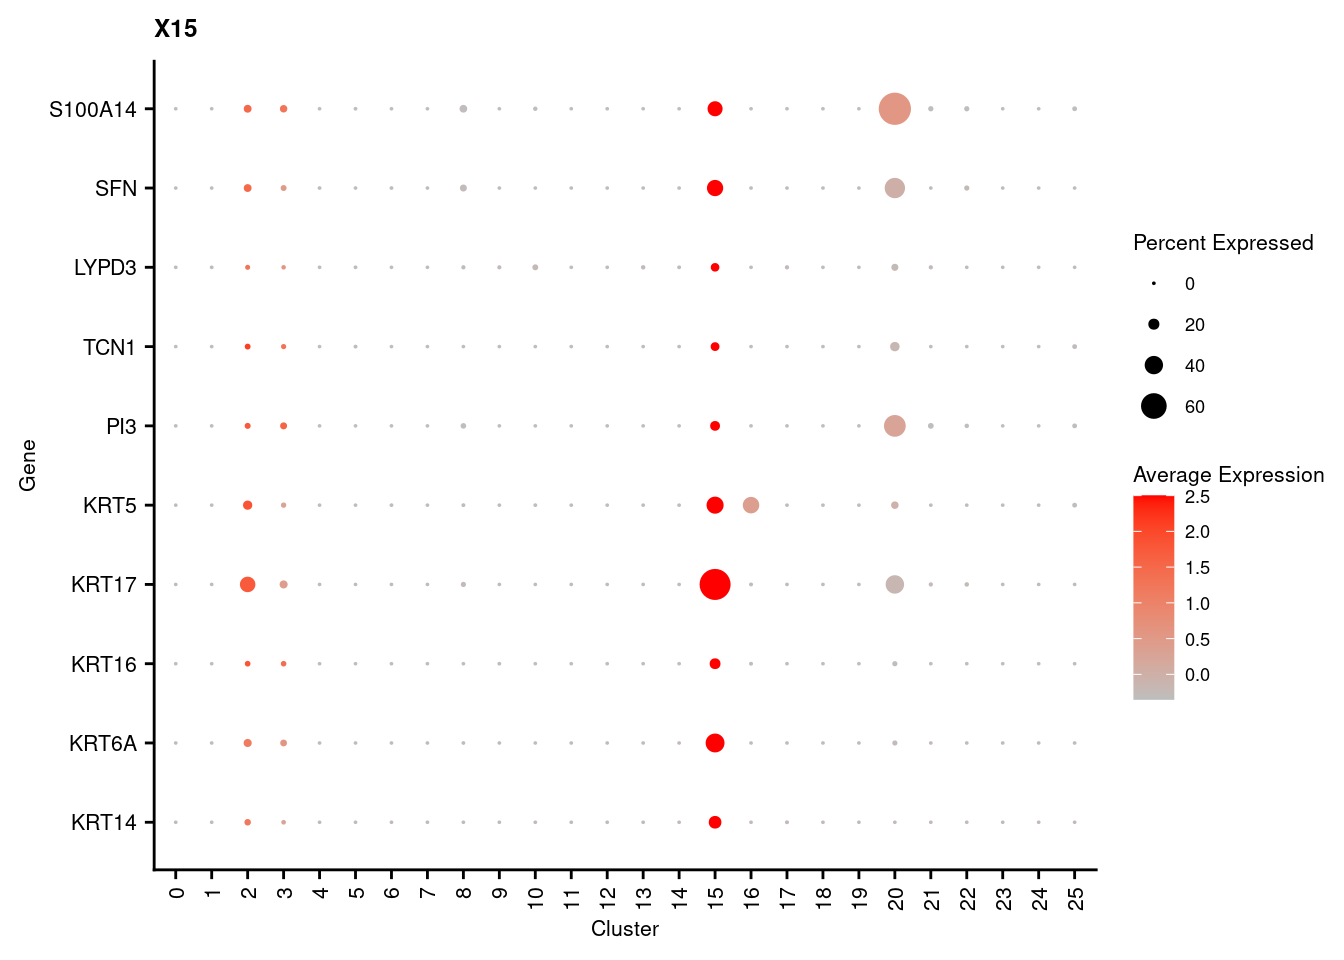 X15
S100A14
SFN
LYPD3
TCN1
PI3
KRT5
KRT17
KRT16
KRT6A
KRT14
Gene
0 1 2 3 4 5 6 7 8 9 10 11 12 13 14 15 16 17 18 19 20 21 22 23 24 25
Cluster
Percent Expressed
0
20
40
60
Average Expression
2.5
2.0
1.5
1.0
0.5
0.0